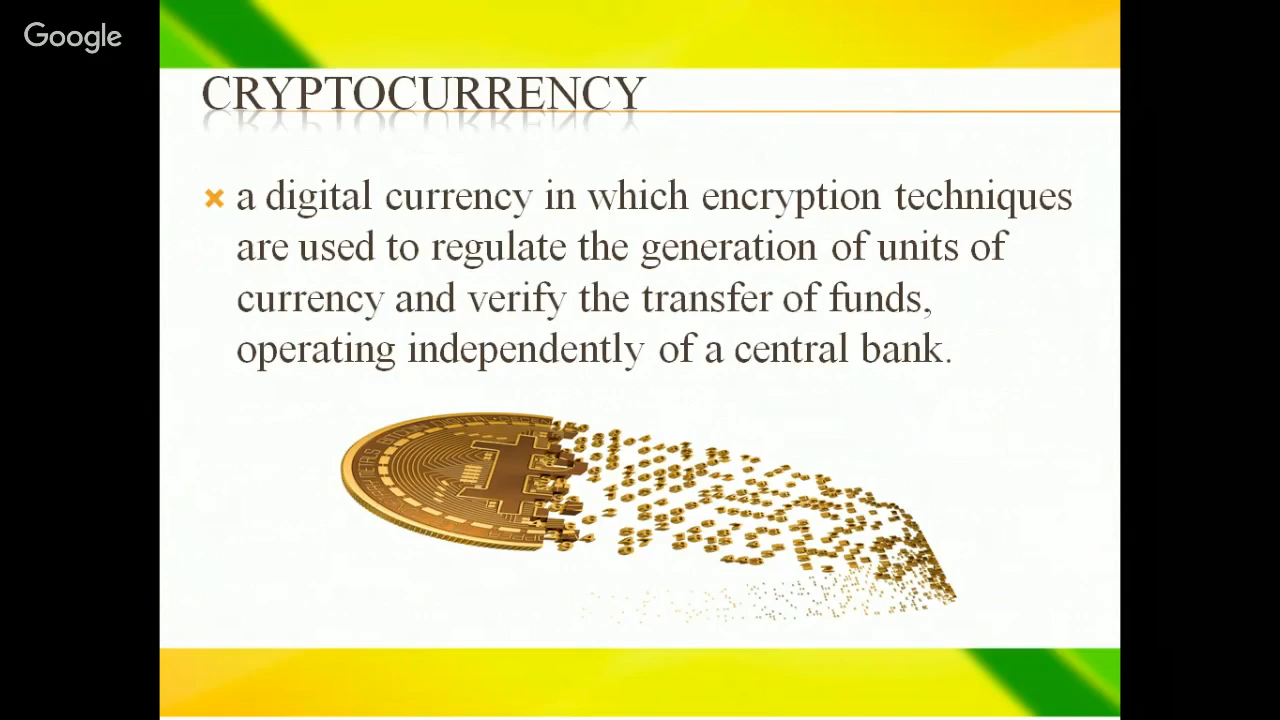 Google
CRYPTOCURRENCY
a digital currency in which encryption techniques
are used to regulate the generation of units of
currency and verify the transfer of funds,
operating independently of a central bank.